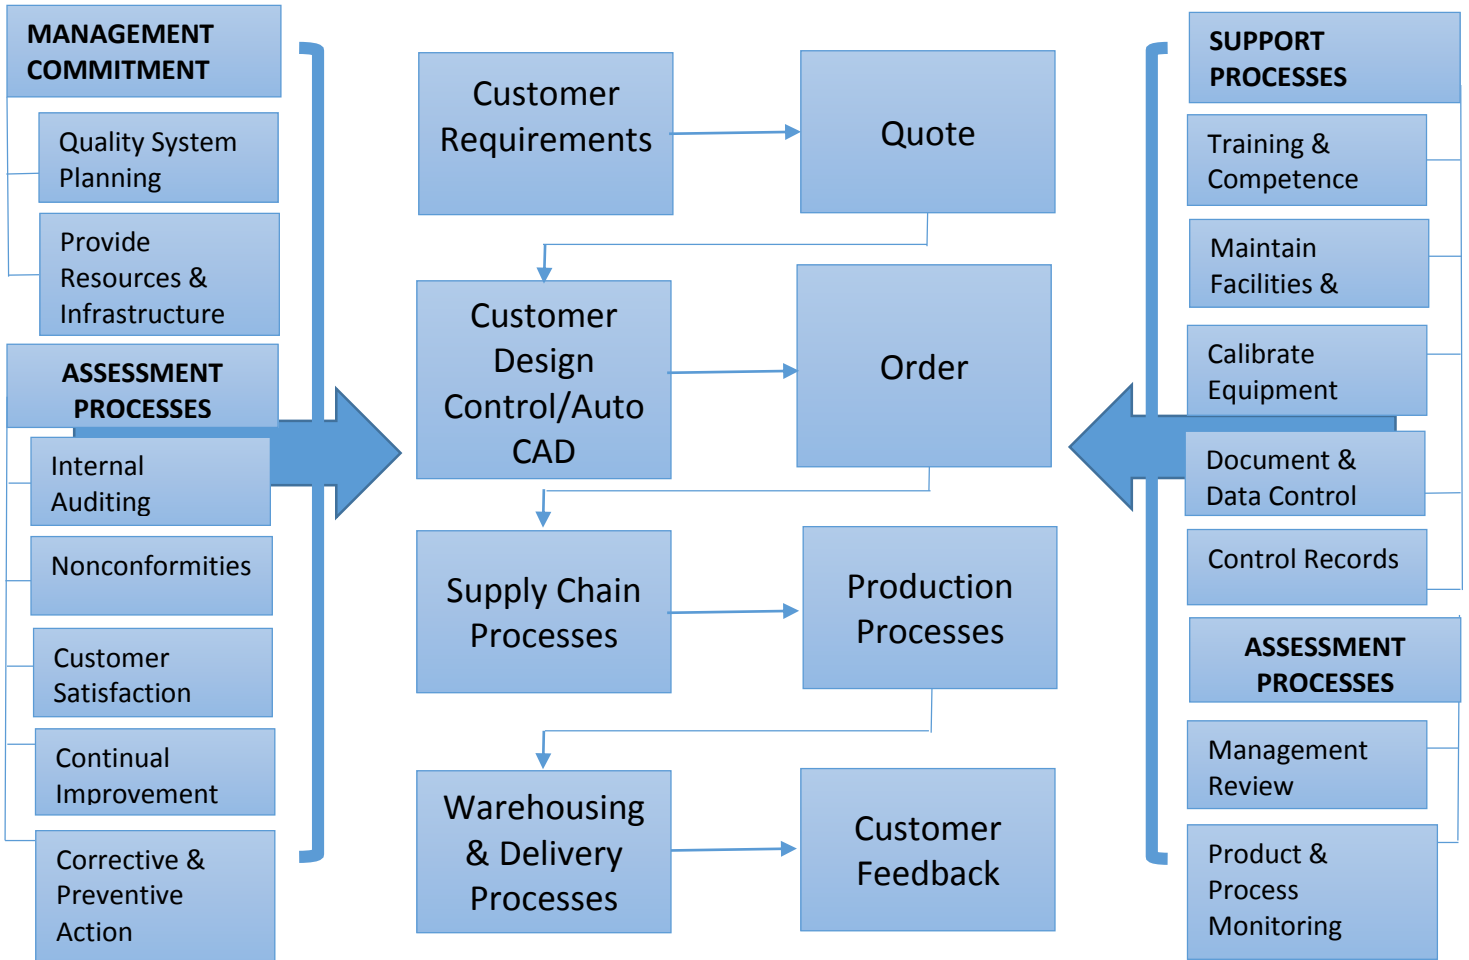 MANAGEMENT
COMMITMENT
Quality System
Planning
Provide
Resources &
Infrastructure
ASSESSMENT
PROCESSES
Internal
Auditing
Nonconformities
Customer
Satisfaction
Continual
Improvement
Corrective &
Preventive
Action
Customer
Requirements
Quote
Customer
Design
Control/Auto
CAD
Order
Supply Chain
Processes
Production
Processes
Warehousing
& Delivery
Processes
Customer
Feedback
SUPPORT
PROCESSES
Training &
Competence
Maintain
Facilities &
Calibrate
Equipment
Document &
Data Control
Control Records
ASSESSMENT
PROCESSES
Management
Review
Product &
Process
Monitoring